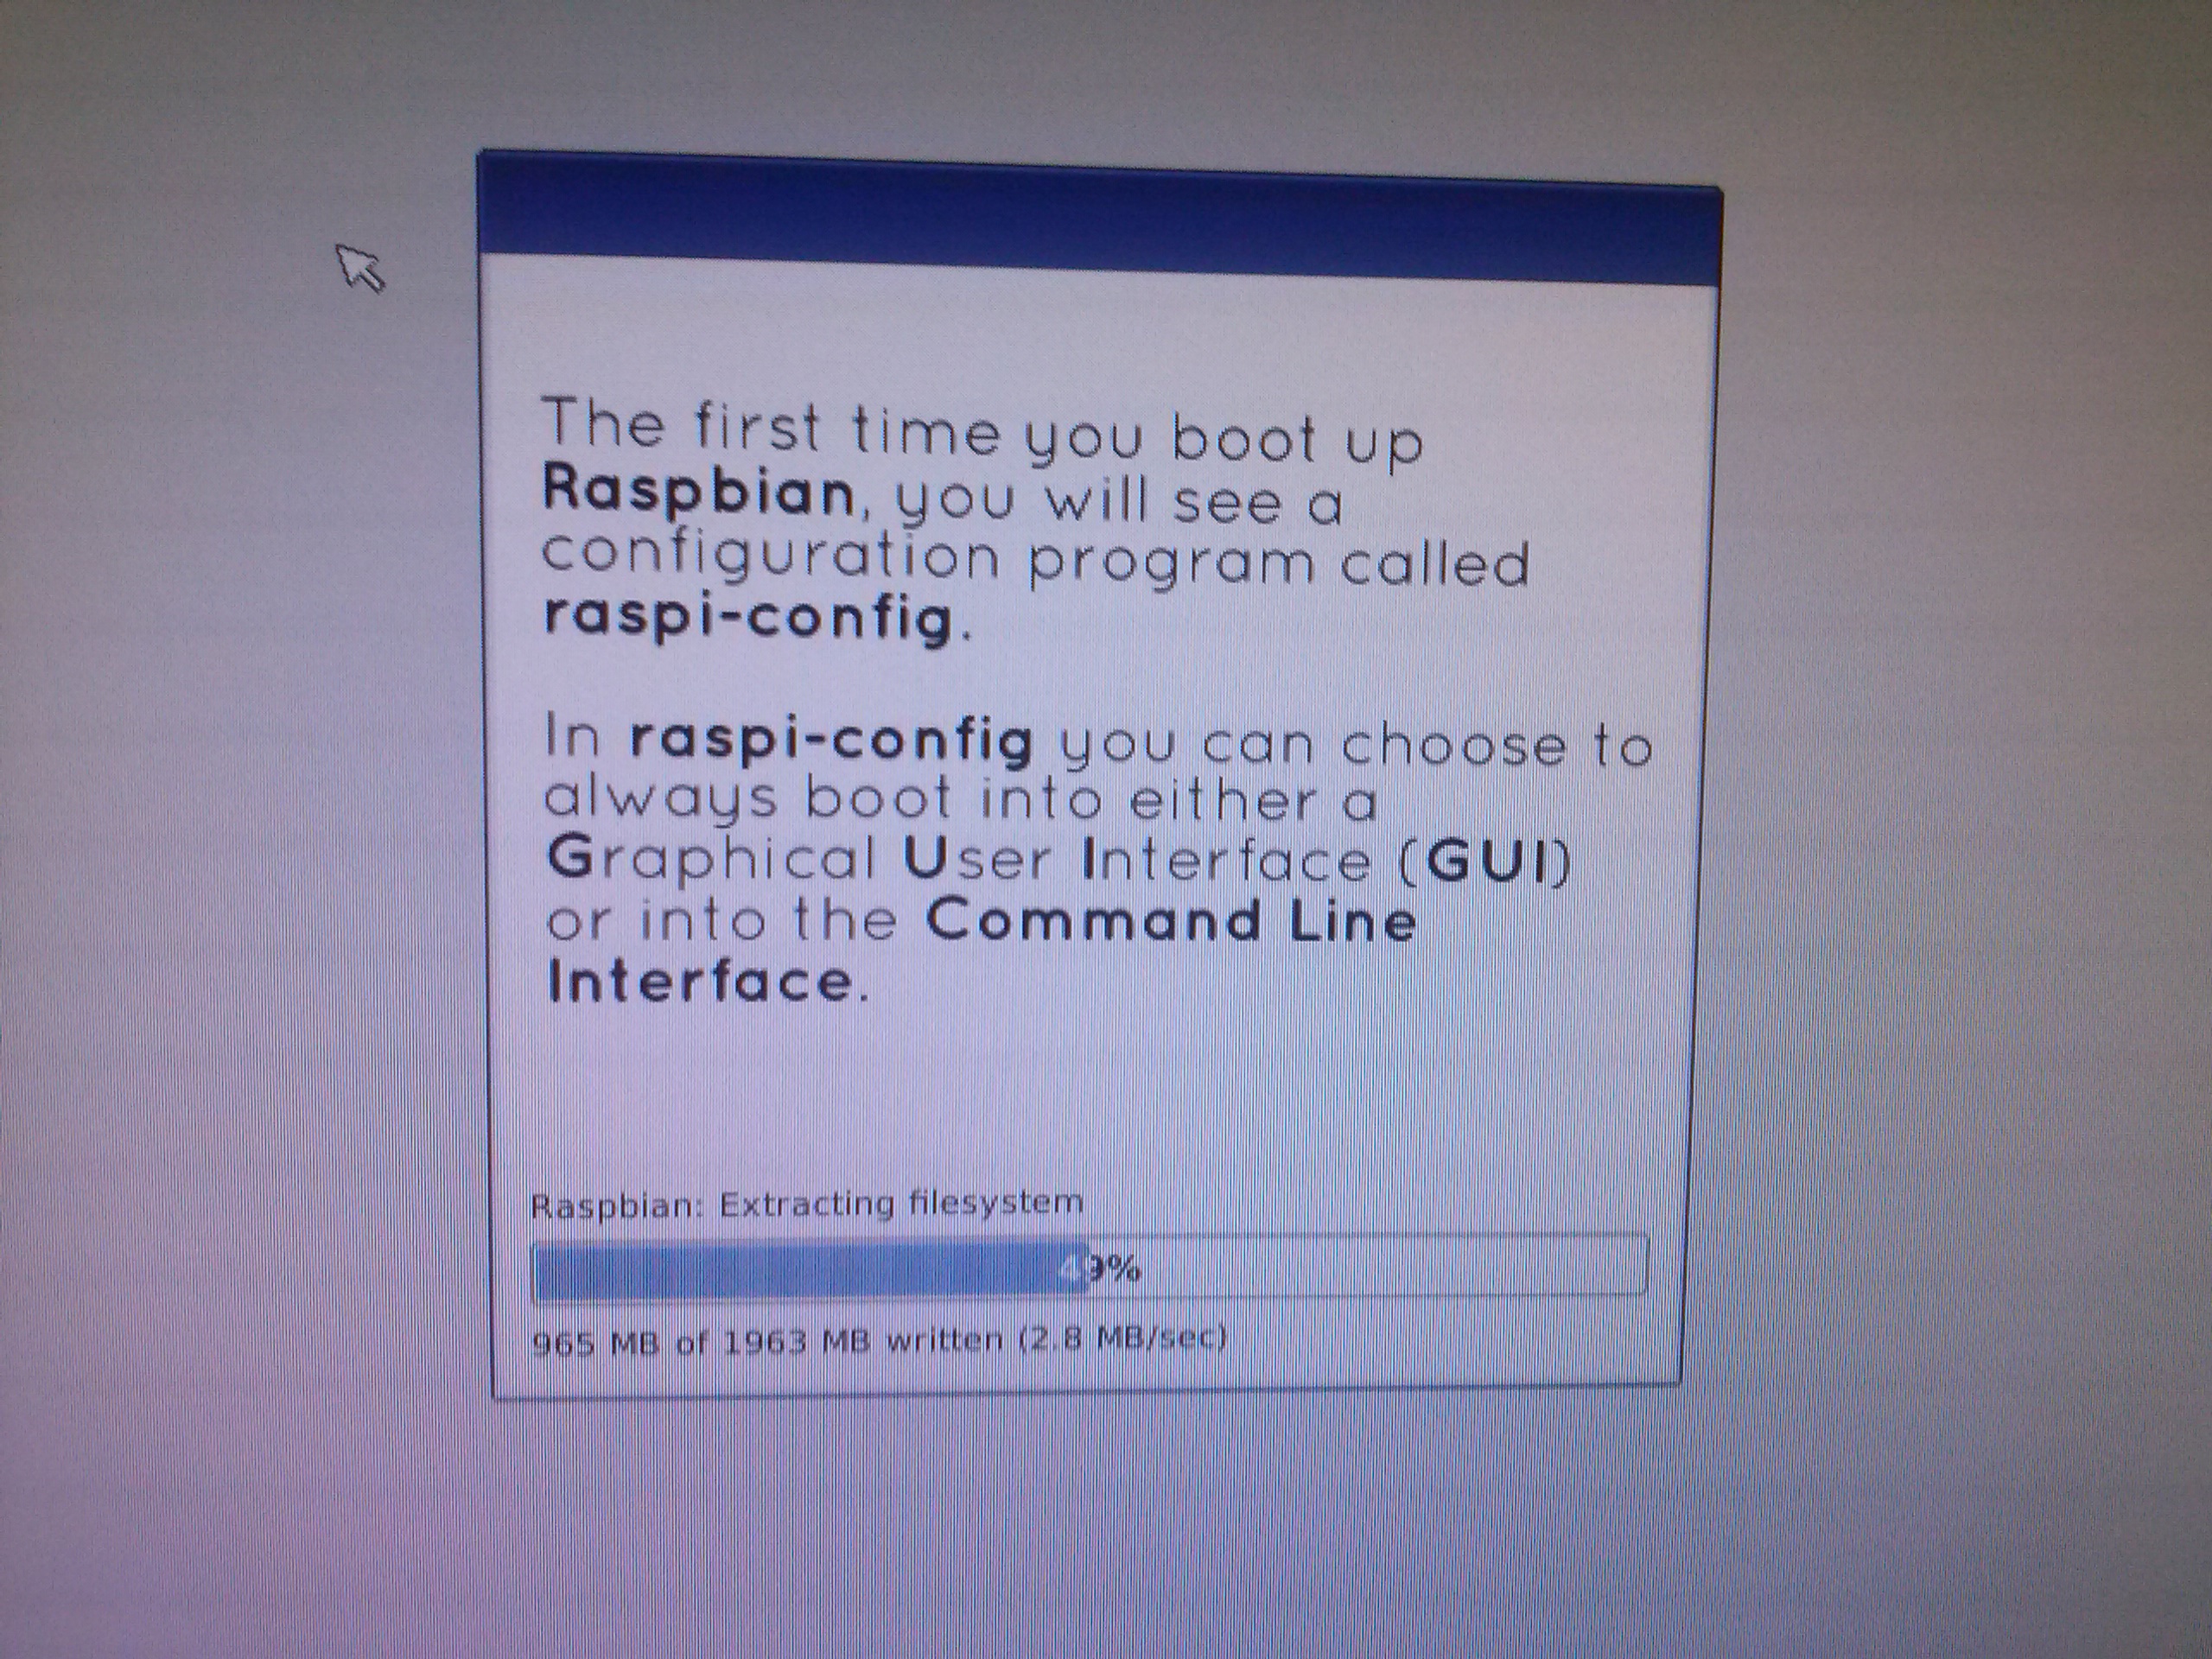 The first time you boot up
Raspbian, you will see a
configuration program called
raspi-config.
In raspi-config you can choose to
always boot into either a
Graphical User Interface (GUI)
or into the Command Line
Interface.
Raspbian: Extracting filesystem
49%
965 MB of 1963 MB written (2.8 MB/sec)